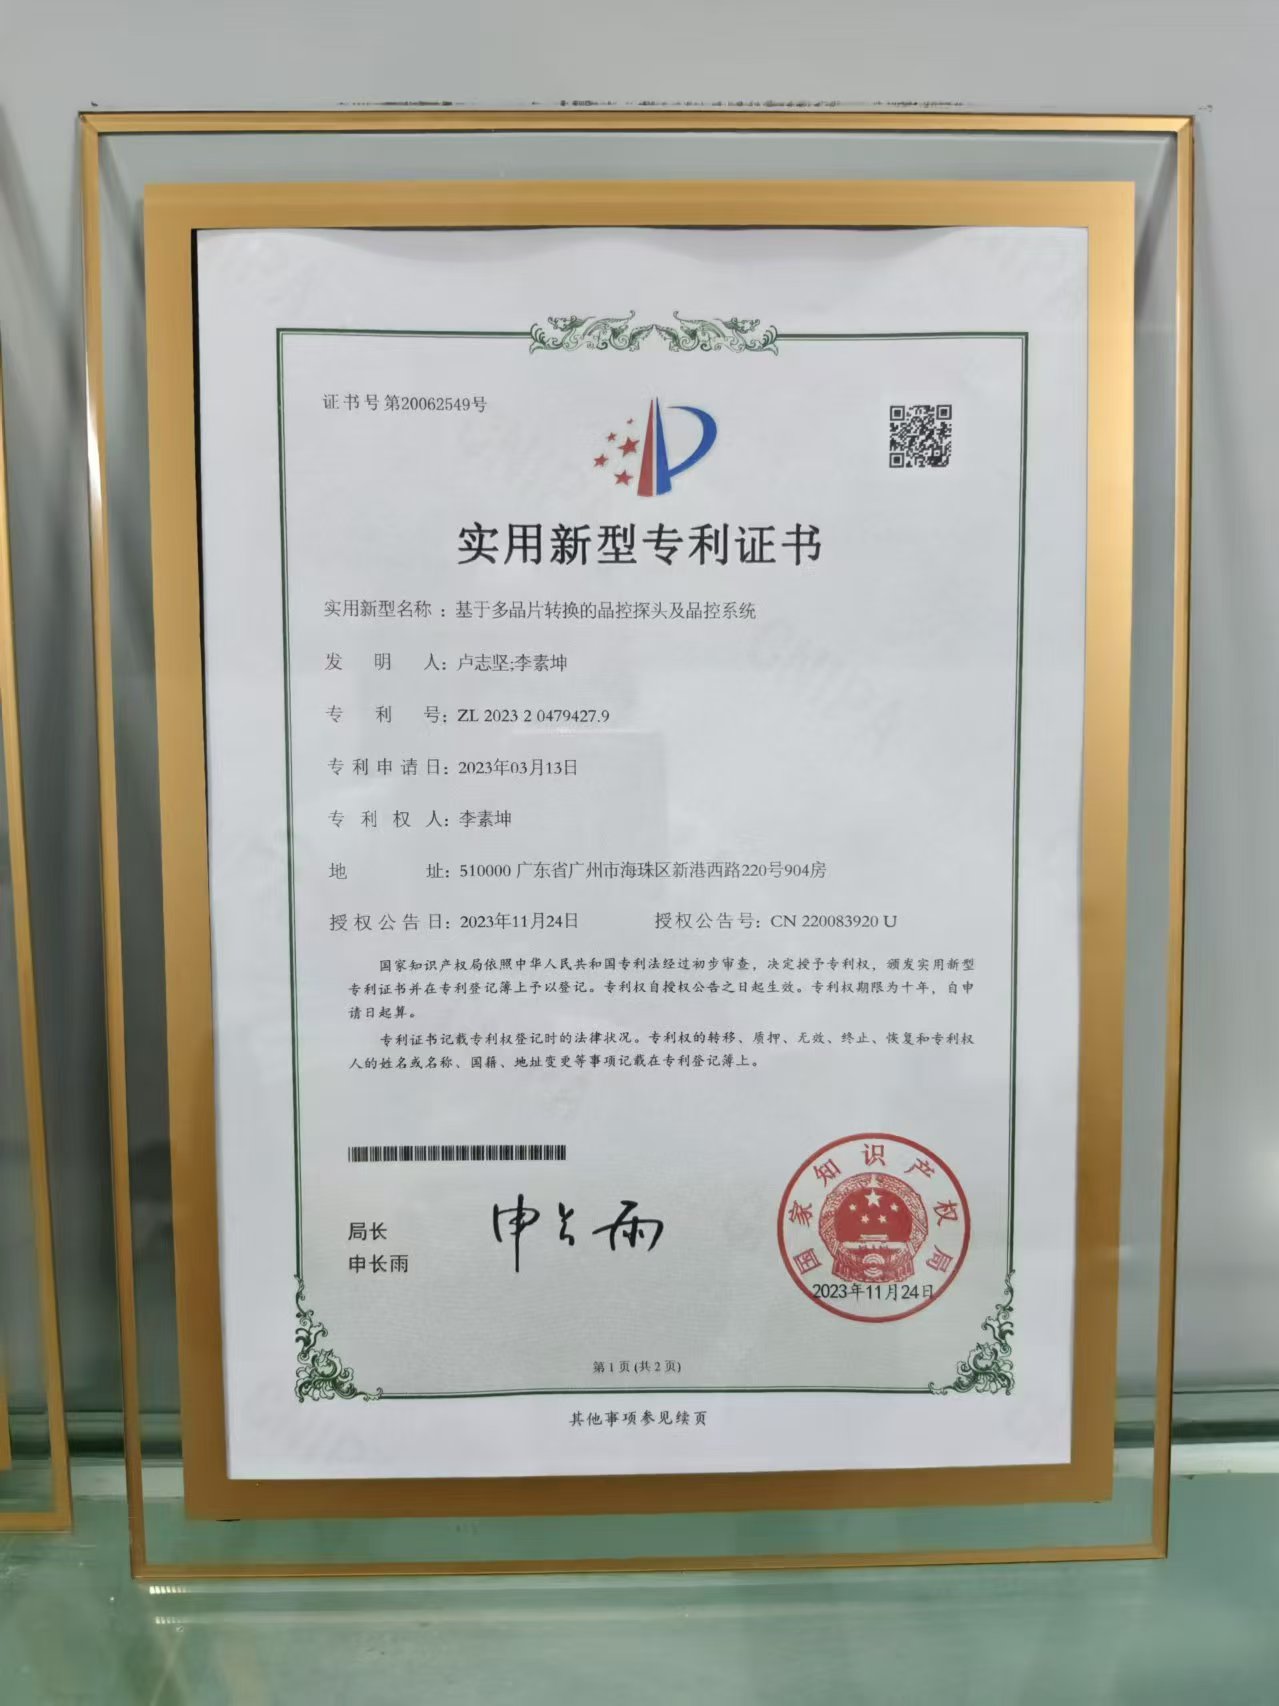 证书号第20062549号
实用新型专利证书
实用新型名称：基于多晶片转换的晶控探头及晶控系统
发明人：卢志坚;李素坤
专利号：ZL 2023 2 0479427.9
专利申请日：2023年03月13日
专利权人：李素坤
地址：510000 广东省广州市海珠区新港西路220号904房
授权公告日：2023年11月24日 授权公告号：CN 220083920 U
国家知识产权局依照中华人民共和国专利法经过初步审查，决定授予专利权，颁发实用新型
专利证书并在专利登记簿上予以登记。专利权自授权公告之日起生效。专利权期限为十年，自申
请日起算。
专利证书记载专利权登记时的法律状况。专利权的转移、质押、无效、终止、恢复和专利权
人的姓名或名称、国籍、地址变更等事项记载在专利登记簿上。
局长
申长雨
申长雨
国家知识产权局
2023年11月24日
第1页(共2页)
其他事项参见续页